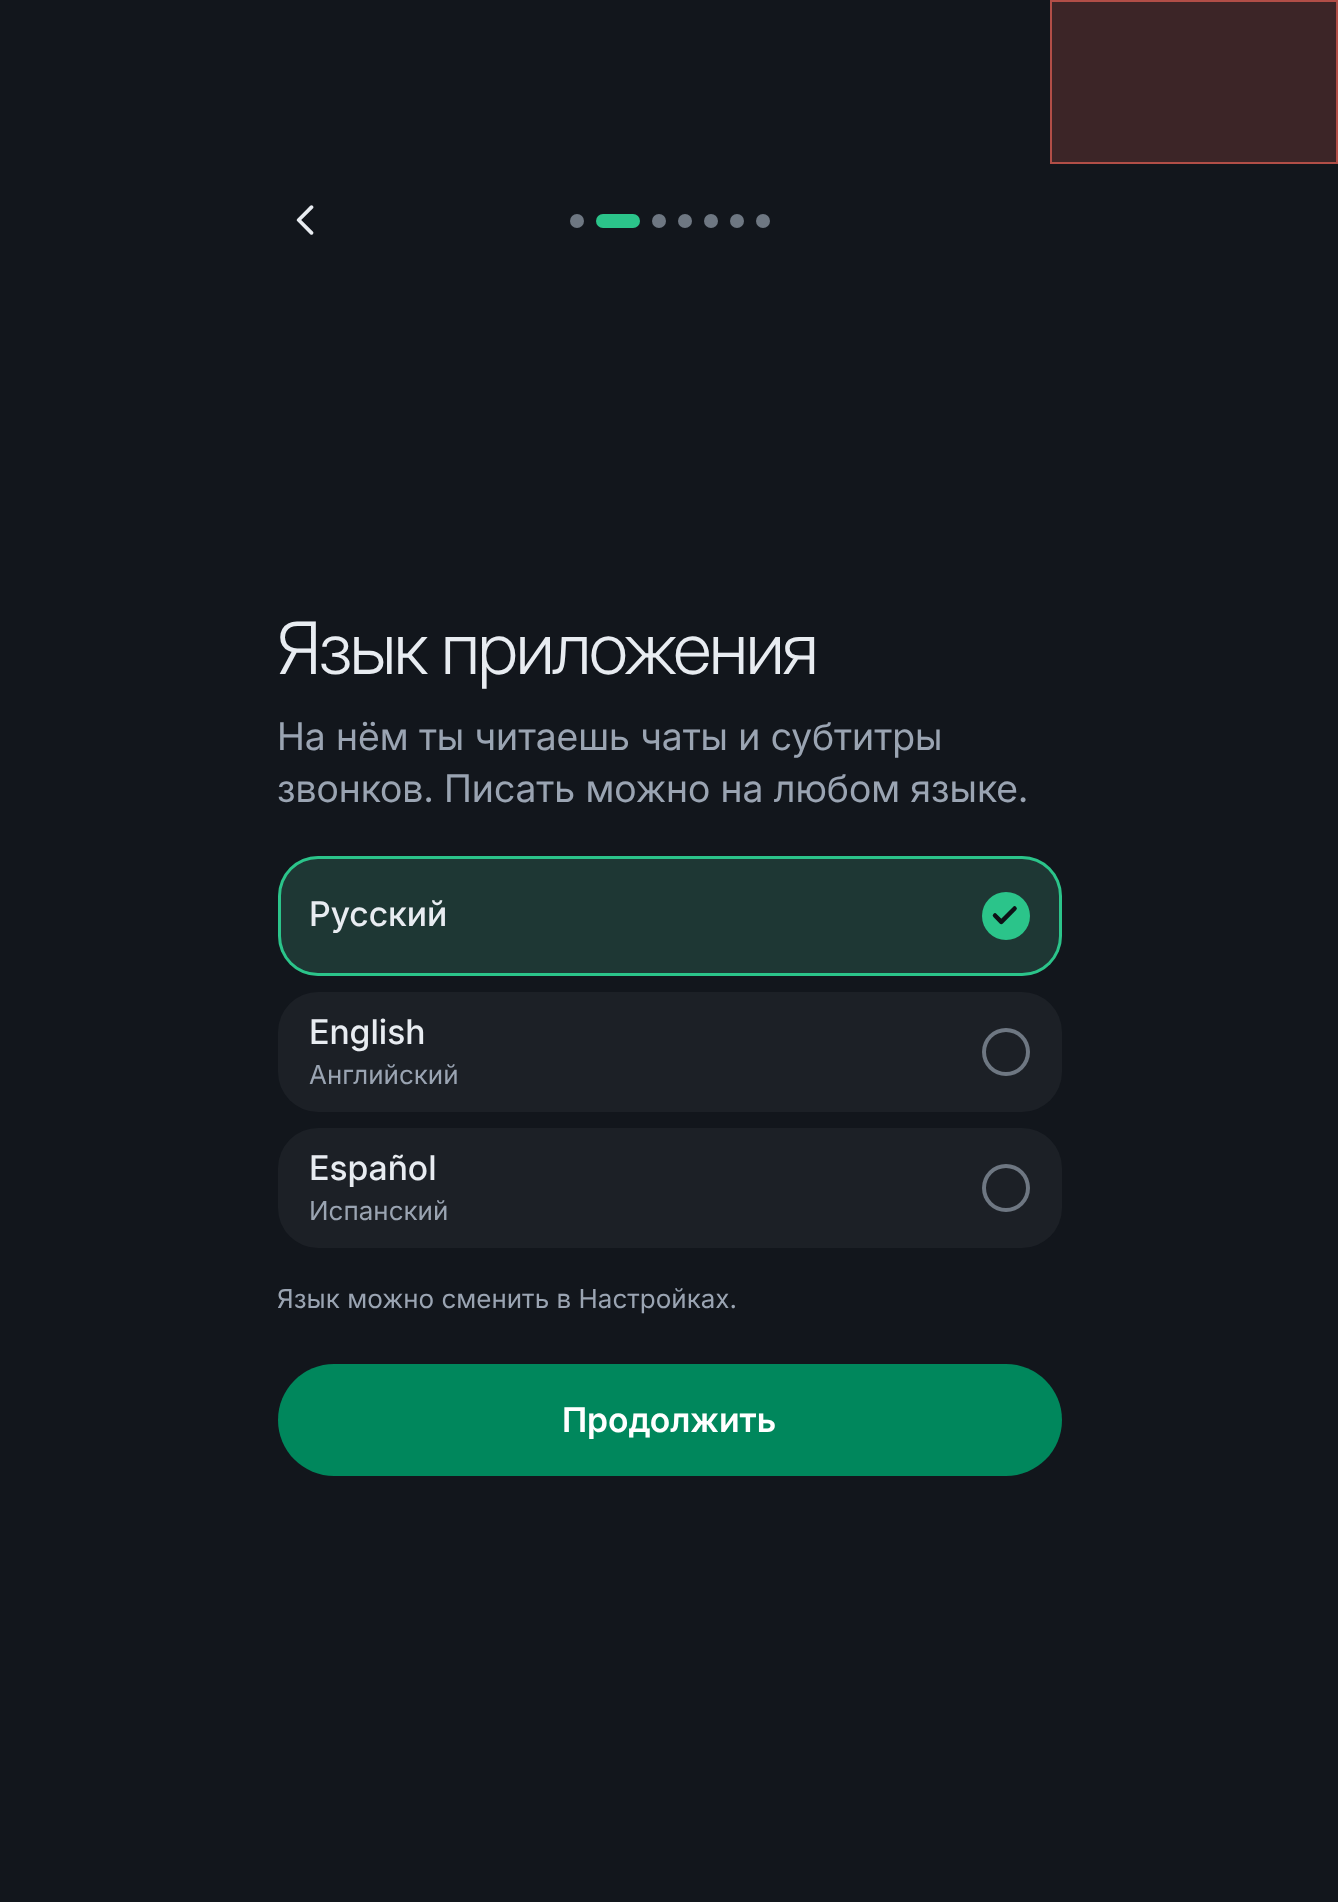 Язык приложения
На нём ты читаешь чаты и субтитры
звонков. Писать можно на любом языке.
Русский
English
Английский
Español
Испанский
Язык можно сменить в Настройках.
Продолжить